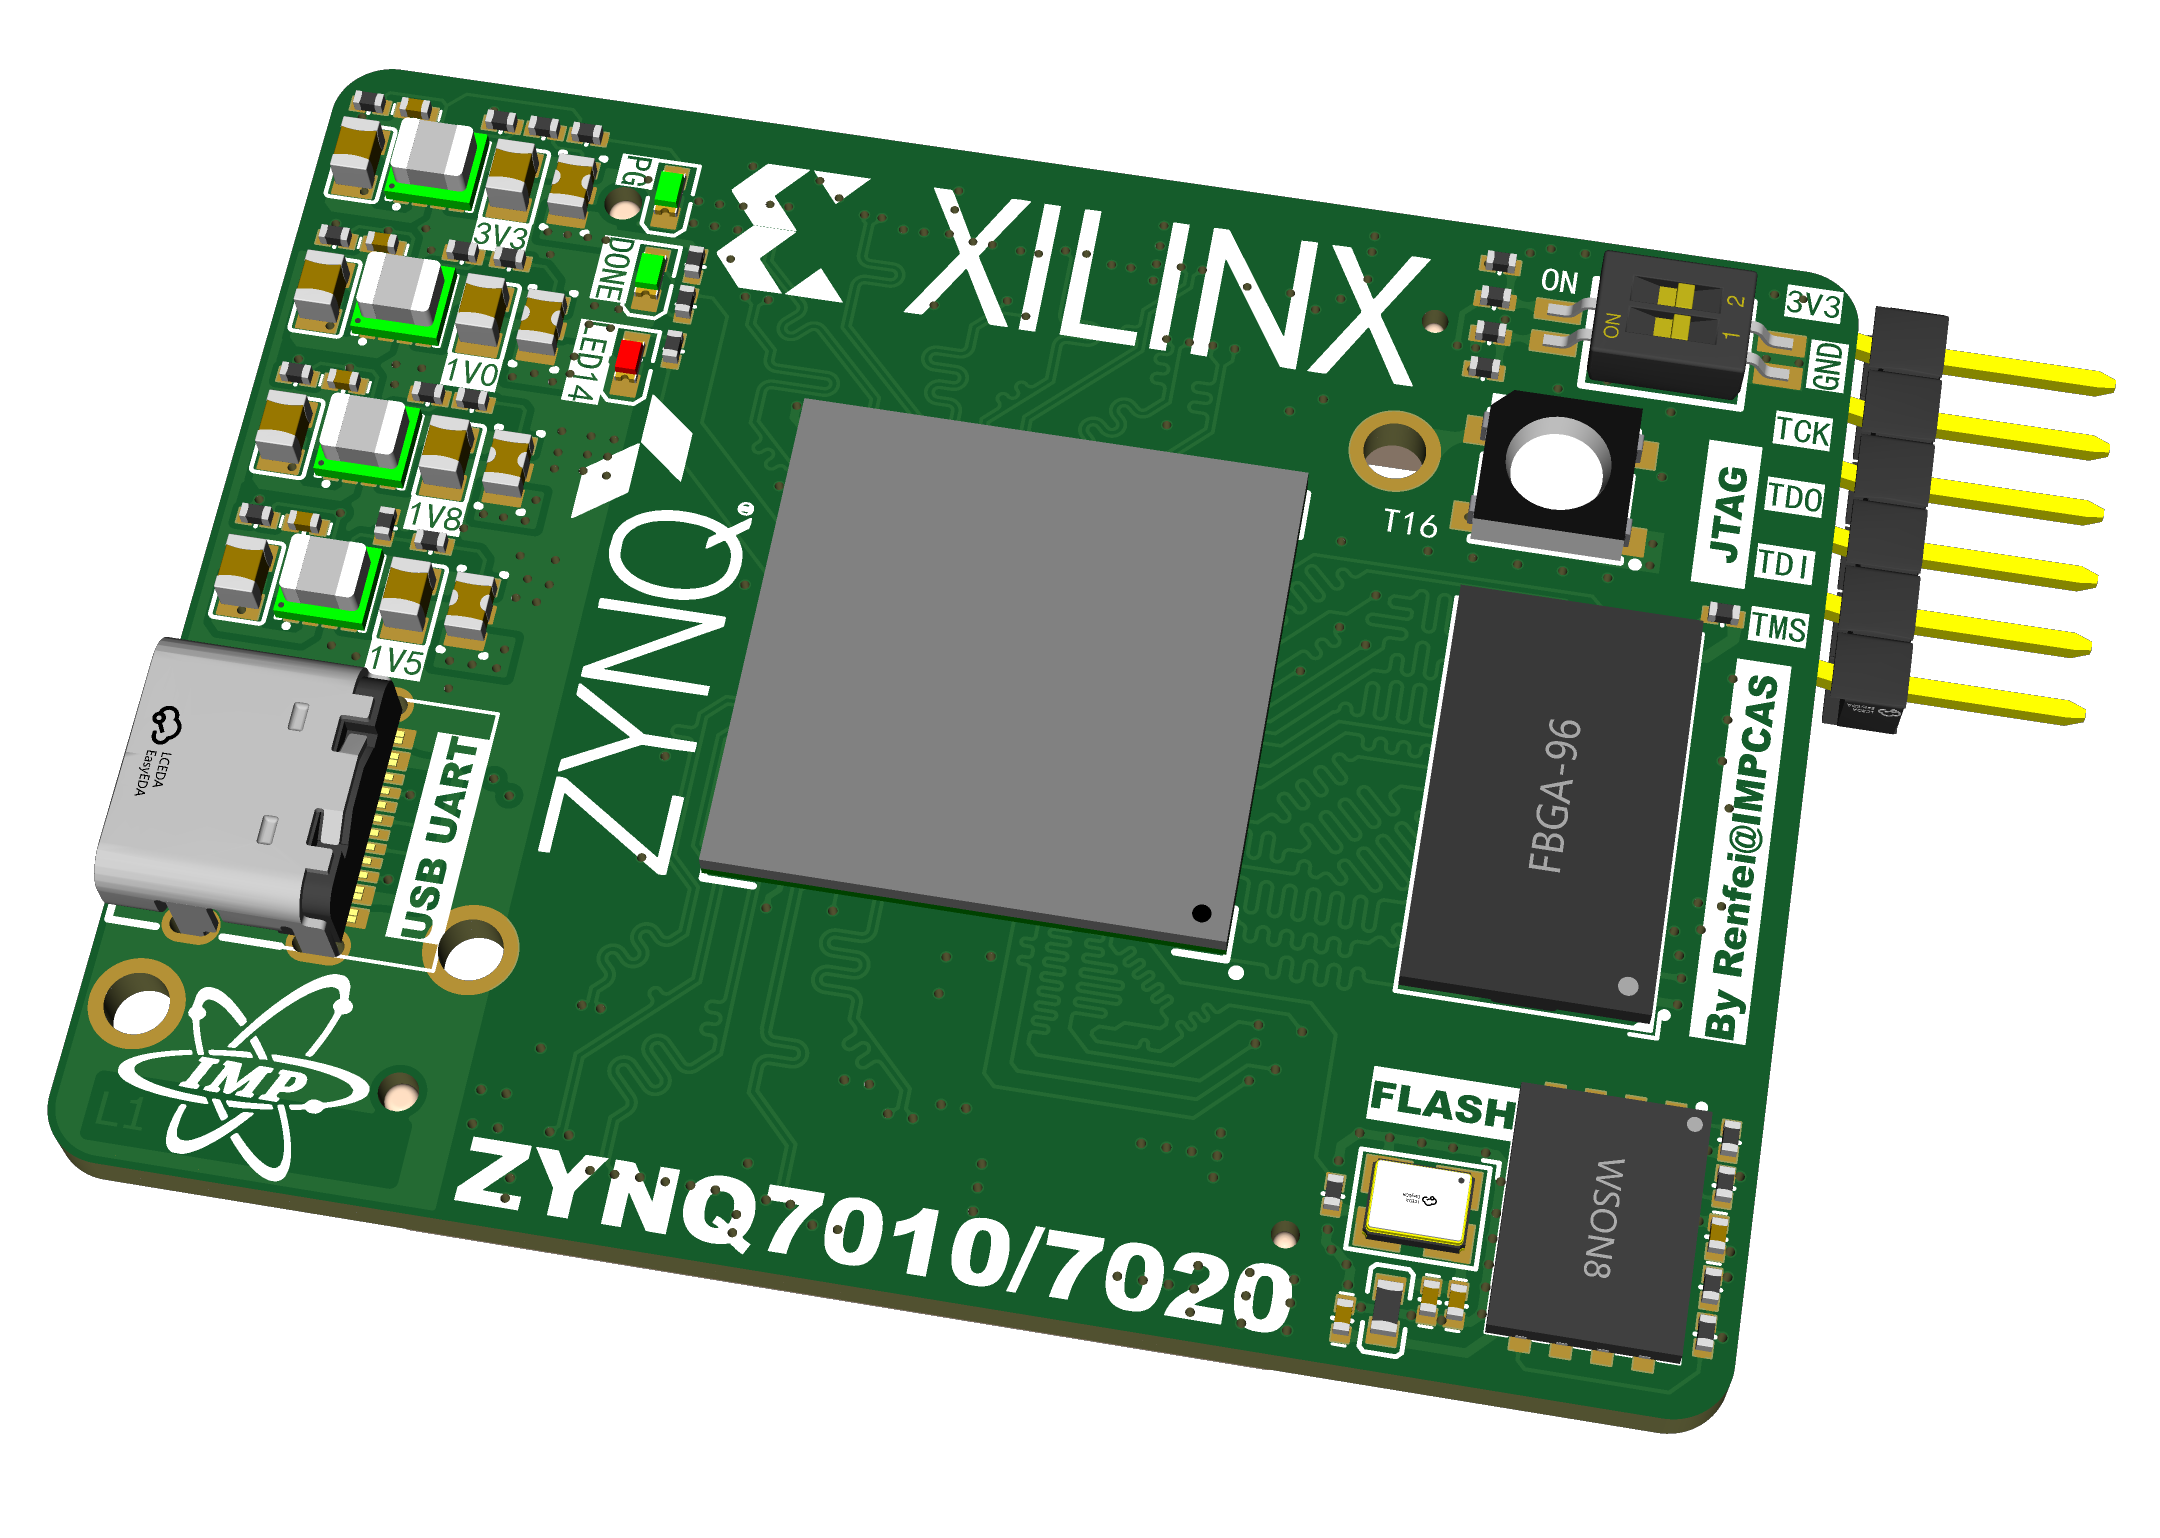 PG
3V3
DONE
1V0
LED14
1V8
1V5
XILINX
ZYNQ
®
ON
ON
1
2
3V3
GND
TCK
TDO
TDI
TMS
JTAG
T16
LCEDA
EasyEDA
USB UART
FBGA-96
By Renfei@IMPCAS
IMP
L1
FLASH
WSON8
ZYNQ7010/7020